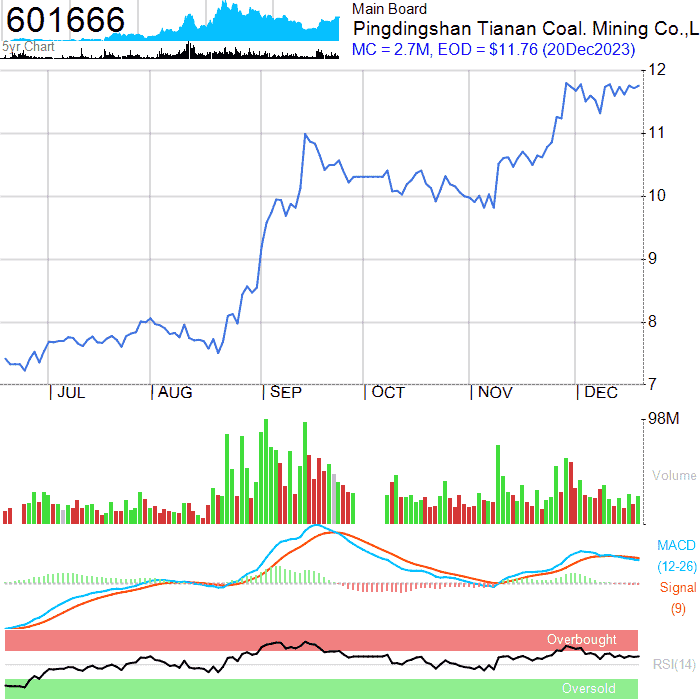 601666
5yr Chart
Main Board
Pingdingshan Tianan Coal. Mining Co.,L
MC = 2.7M, EOD = $11.76 (20Dec2023)
12
11
10
9
8
7
JUL
AUG
SEP
OCT
NOV
DEC
98M
Volume
MACD
(12-26)
Signal
(9)
Overbought
RSI(14)
Oversold